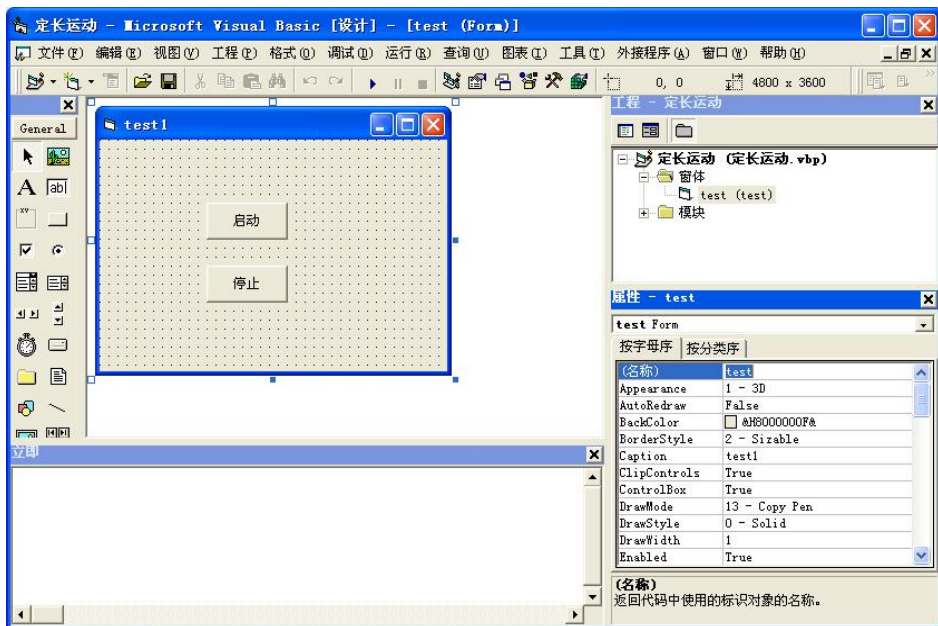 定长运动 - Microsoft Visual Basic [设计] - [test (Form)]
文件(F) 编辑(E) 视图(V) 工程(P) 格式(O) 调试(D) 运行(R) 查询(U) 图表(I) 工具(T) 外接程序(A) 窗口(W) 帮助(H)
0, 0 4800 x 3600
General
A ab|
XY
test1
启动
停止
工程 - 定长运动
定长运动 (定长运动.vbp)
窗体
test (test)
模块
属性 - test
test Form
按字母序 按分类序
(名称) test
Appearance 1 - 3D
AutoRedraw False
BackColor &H8000000F&
BorderStyle 2 - Sizable
Caption test1
ClipControls True
ControlBox True
DrawMode 13 - Copy Pen
DrawStyle 0 - Solid
DrawWidth 1
Enabled True
(名称)
返回代码中使用的标识对象的名称。
立即